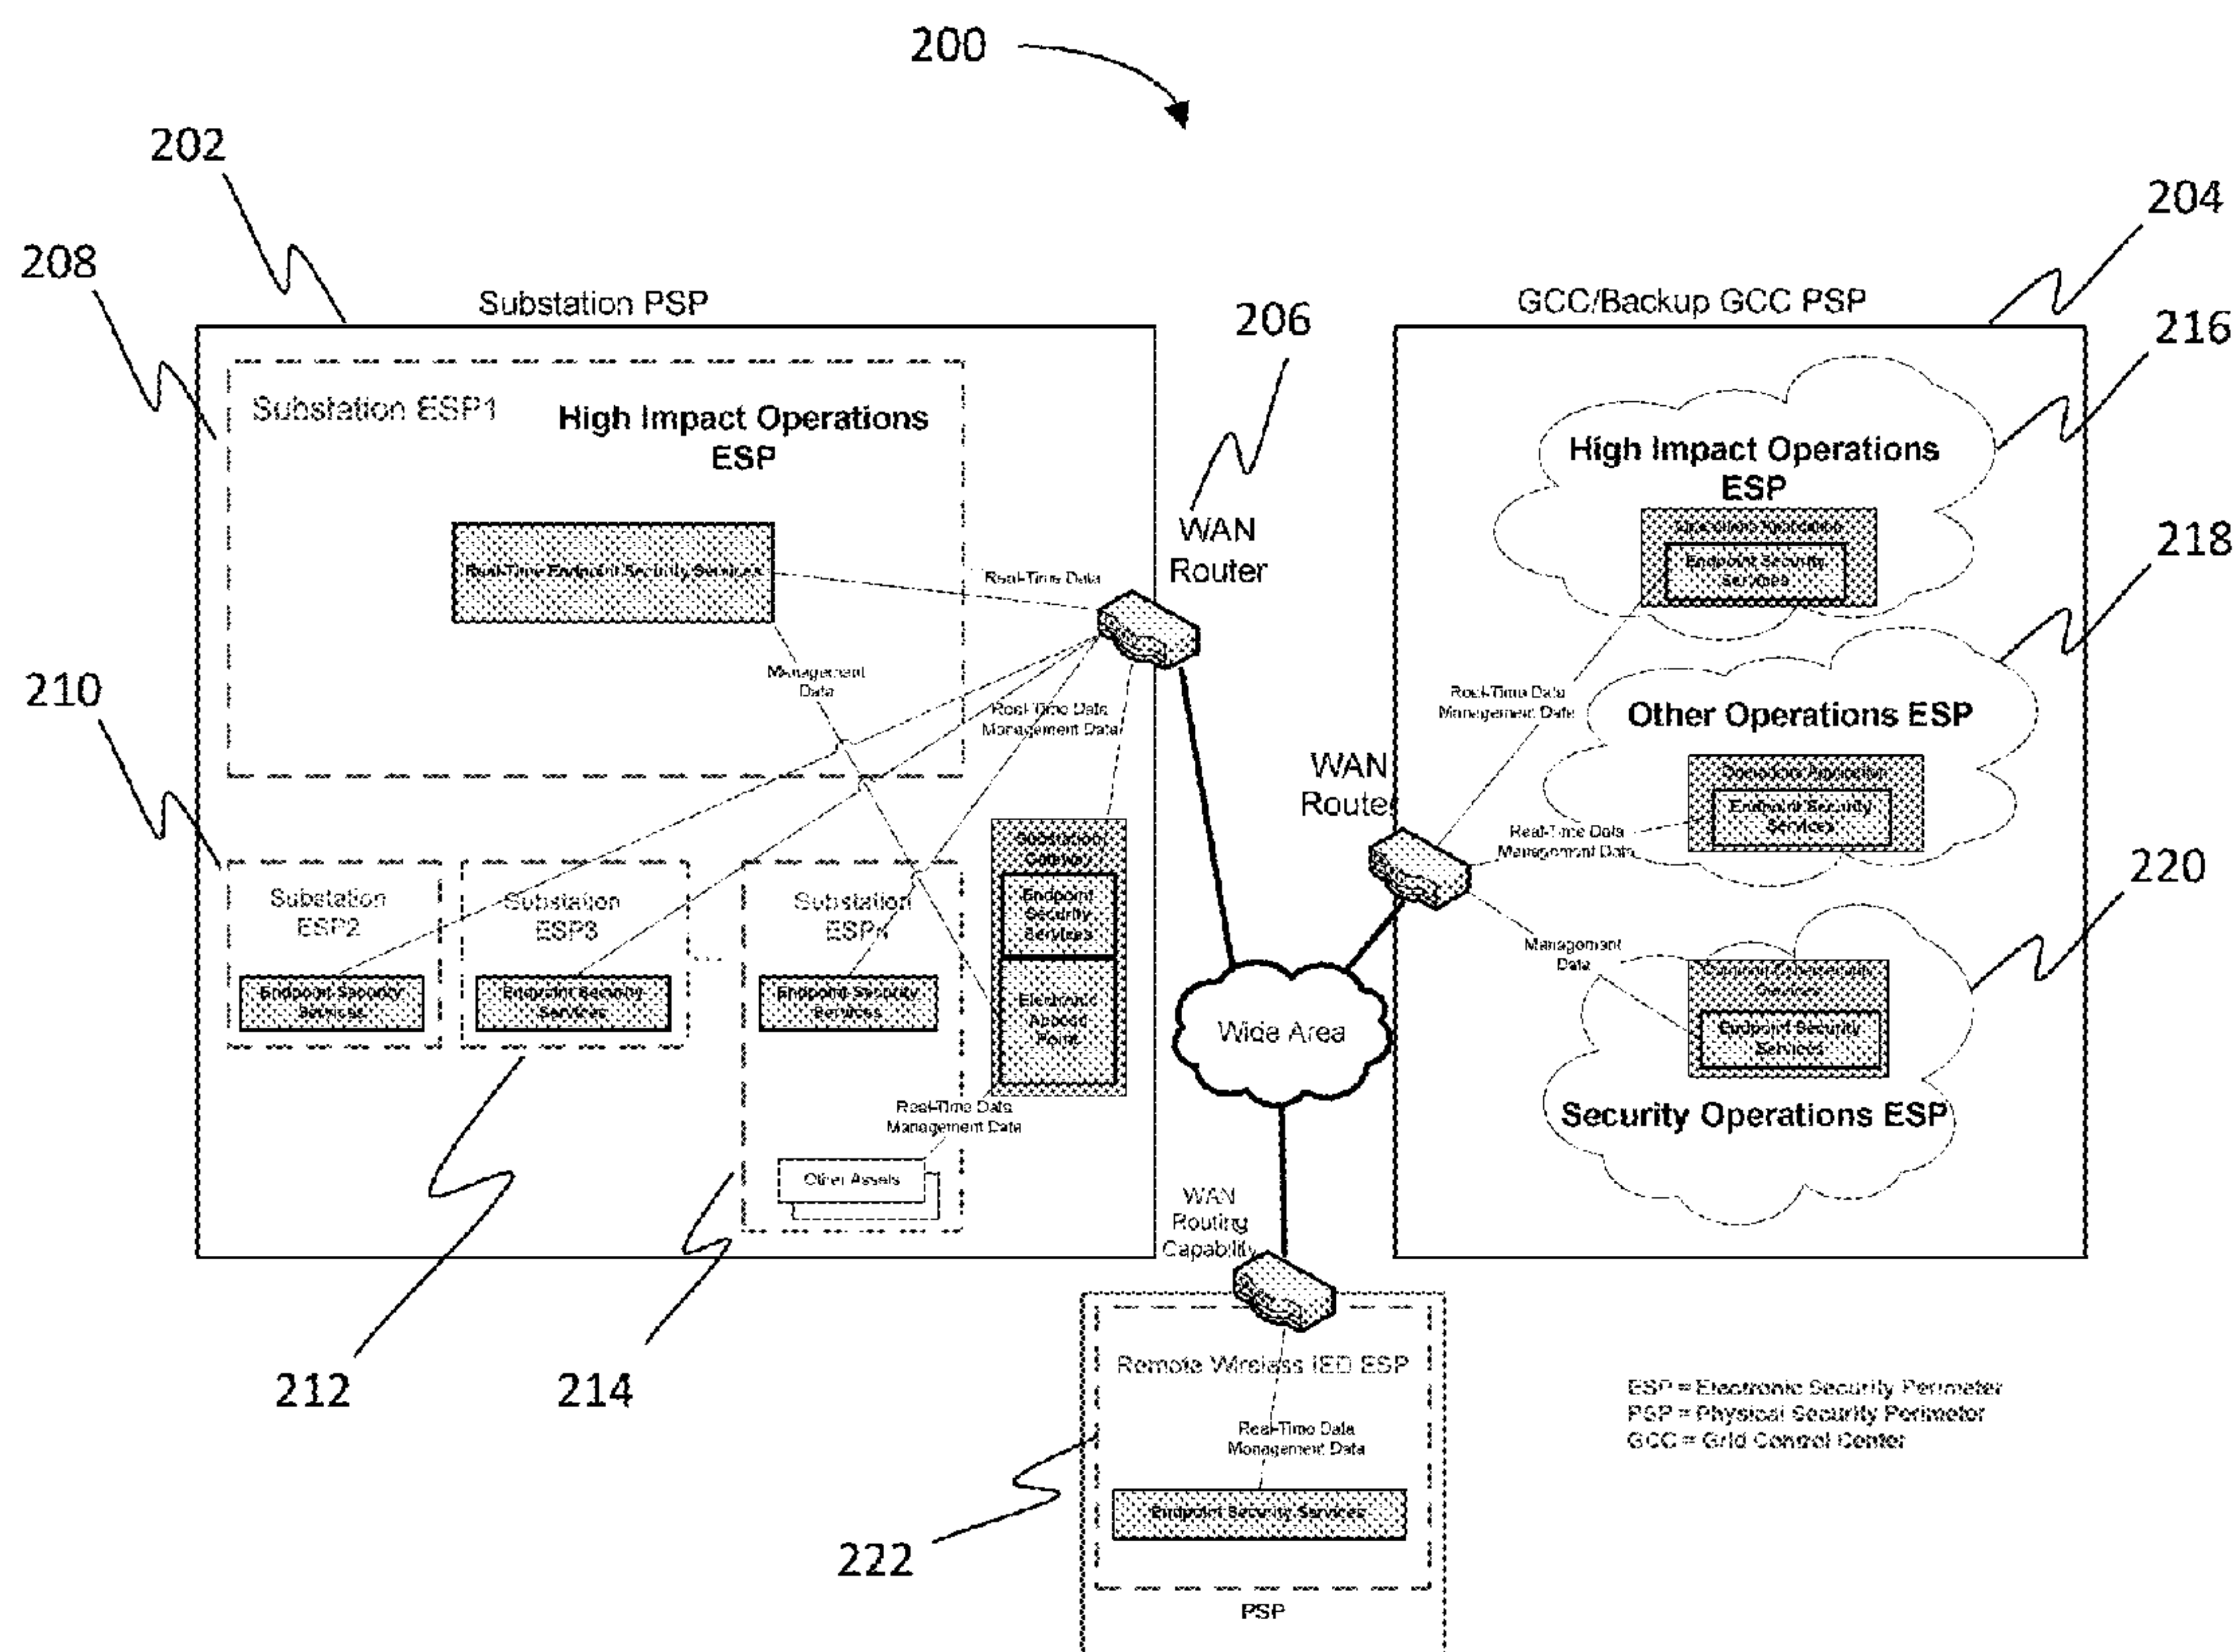 200
202
204
208
216
Substation PSP
206
GCC/Backup GCC PSP
Substation ESP1
High Impact Operations
ESP
WAN
Router
High Impact Operations
ESP
Endpoint Security
Services
218
Real-Time Endpoint Security Services
Real-Time Data
Management
Data
210
Real-Time Data
Management Data
Real-Time Data
Management Data
Other Operations ESP
WAN
Route
Operations Application
Endpoint Security
Services
Real-Time Data
Management Data
220
Substation
ESP2
Substation
ESP3
Substation
Substation
Endpoint
Security
Services
Endpoint Security
Services
Endpoint Security
Services
Endpoint Security
Services
Electronic
Access
Point
Wide Area
Management
Data
Endpoint Security
Services
Security Operations ESP
Real-Time Data
Management Data
Other Assets
WAN
Routing
Capability
212
214
Remote Wireless IED ESP
Real-Time Data
Management Data
Endpoint Security Services
222
PSP
ESP = Electronic Security Perimeter
PSP = Physical Security Perimeter
GCC = Grid Control Center